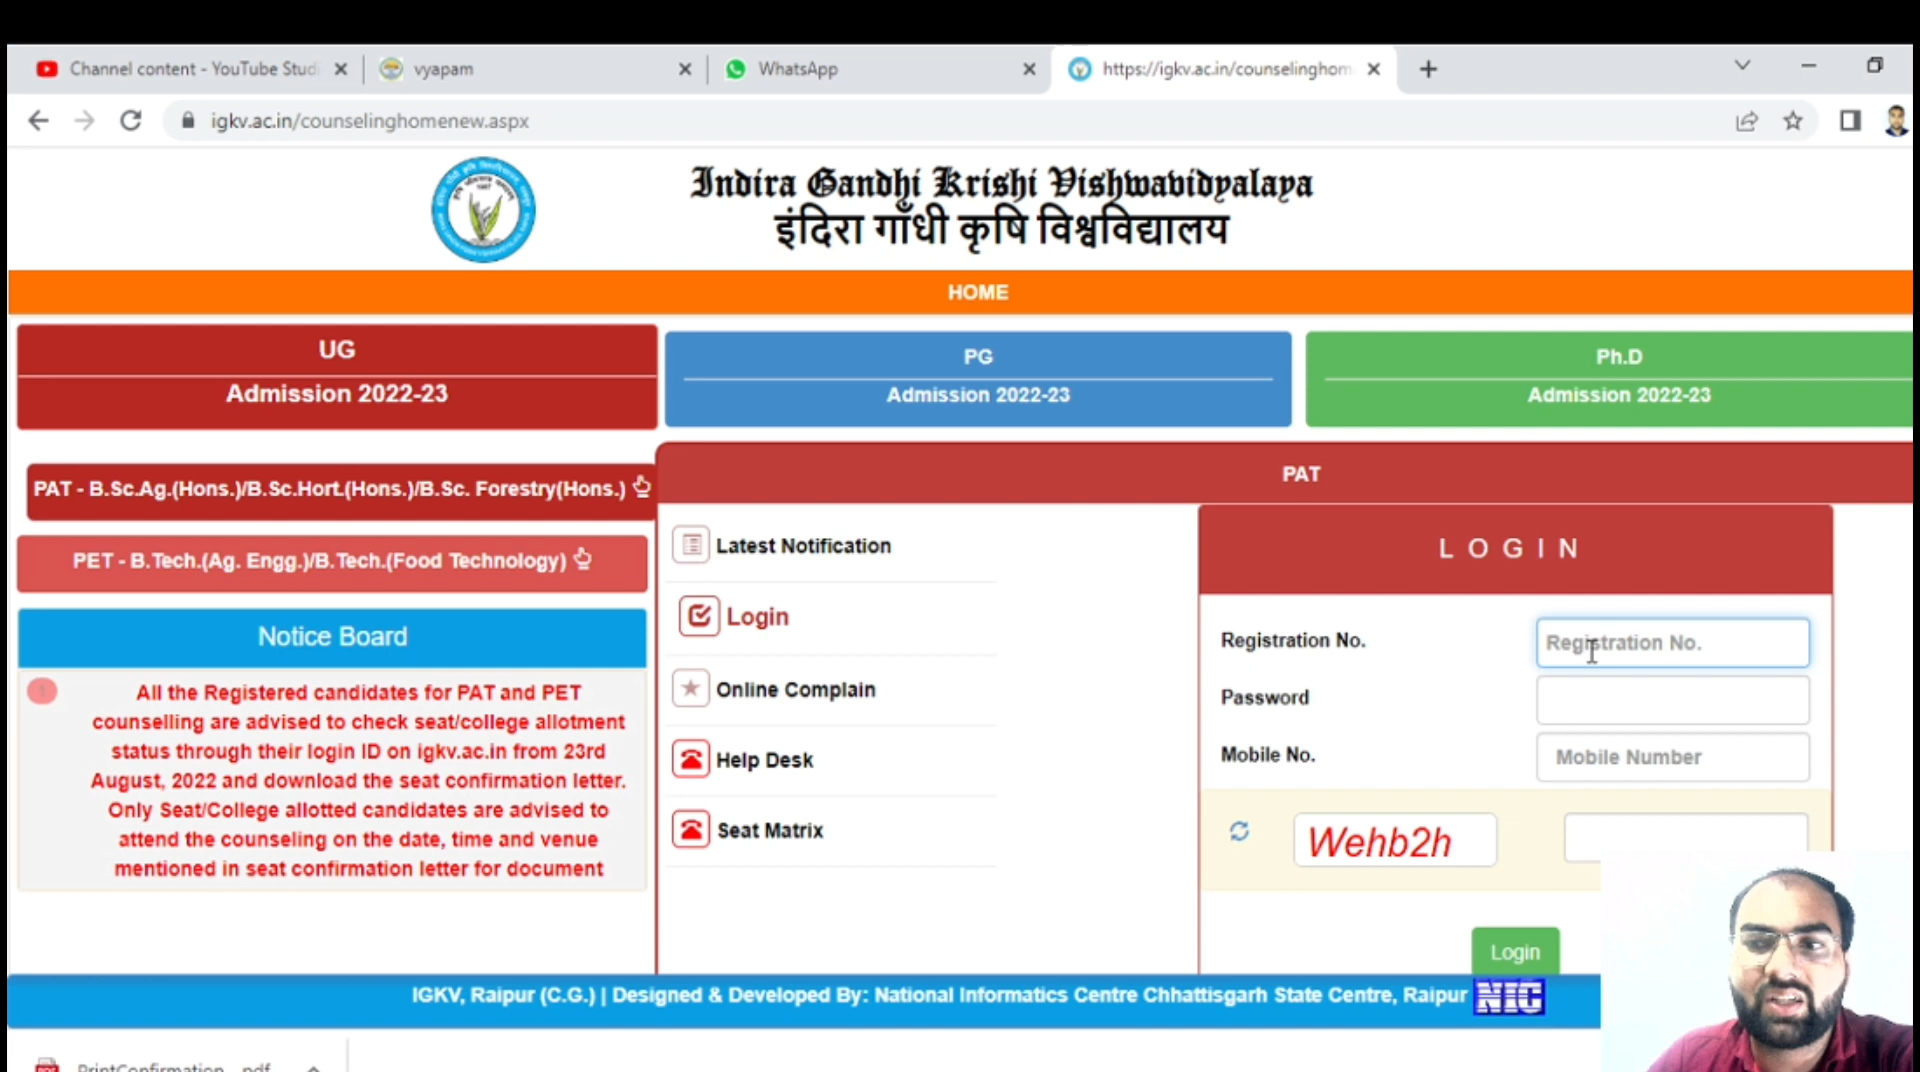 Channel content - YouTube Studi
vyapam
WhatsApp
https://igkv.ac.in/counselinghom
igkv.ac.in/counselinghomenew.aspx
Indira Gandhi Krishi Vishwavidyalaya
इंदिरा गाँधी कृषि विश्वविद्यालय
HOME
UG
Admission 2022-23
PG
Admission 2022-23
Ph.D
Admission 2022-23
PAT - B.Sc.Ag.(Hons.)/B.Sc.Hort.(Hons.)/B.Sc. Forestry(Hons.)
PET - B.Tech.(Ag. Engg.)/B.Tech.(Food Technology)
Notice Board
All the Registered candidates for PAT and PET
counselling are advised to check seat/college allotment
status through their login ID on igkv.ac.in from 23rd
August, 2022 and download the seat confirmation letter.
Only Seat/College allotted candidates are advised to
attend the counseling on the date, time and venue
mentioned in seat confirmation letter for document
PAT
Latest Notification
Login
Online Complain
Help Desk
Seat Matrix
LOGIN
Registration No.
Registration No.
Password
Mobile No.
Mobile Number
Wehb2h
Login
IGKV, Raipur (C.G.) | Designed & Developed By: National Informatics Centre Chhattisgarh State Centre, Raipur
NIC
PrintConfirmation....pdf